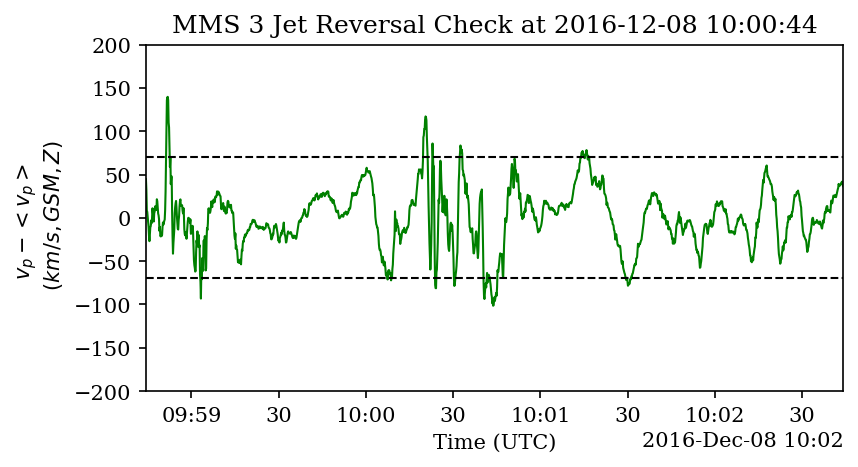 MMS 3 Jet Reversal Check at 2016-12-08 10:00:44
200
150
100
50
0
−50
−100
−150
−200
v_p − < v_p >
(km/s, GSM, Z)
09:59 30 10:00 30 10:01 30 10:02 30
Time (UTC)
2016-Dec-08 10:02